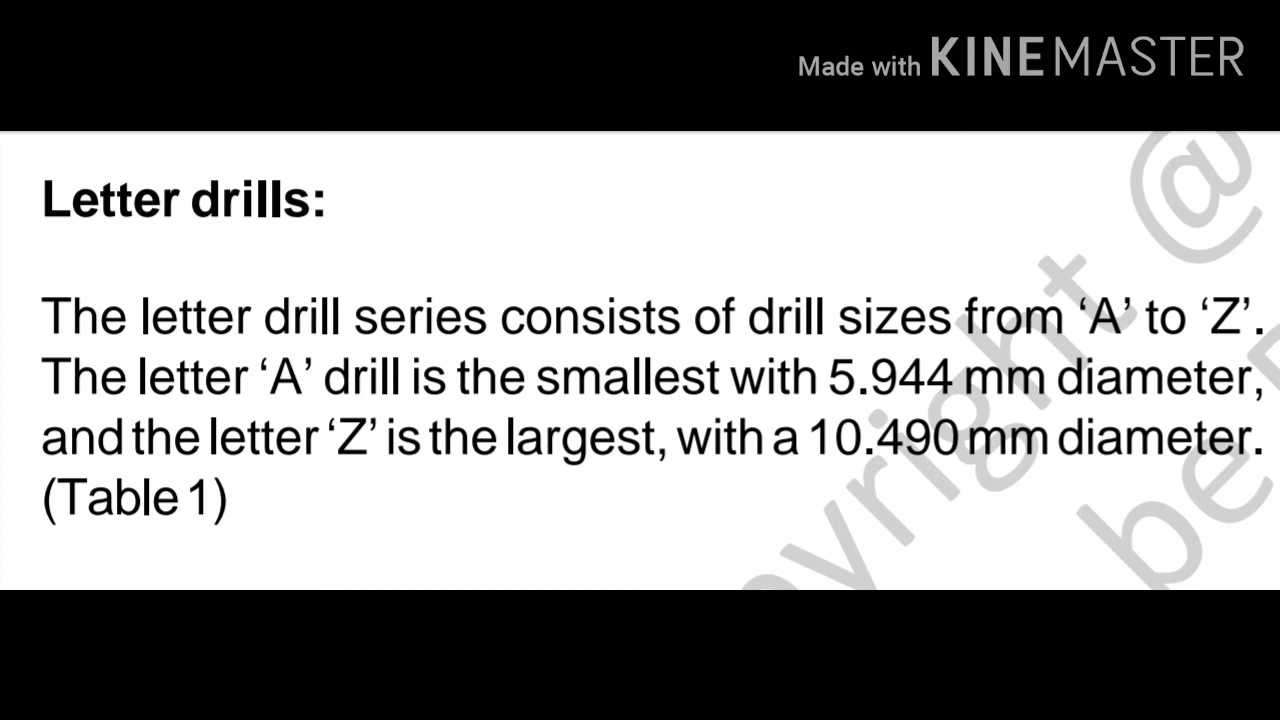 Made with KINEMASTER
Letter drills:
The letter drill series consists of drill sizes from ‘A’ to ‘Z’.
The letter ‘A’ drill is the smallest with 5.944 mm diameter,
and the letter ‘Z’ is the largest, with a 10.490 mm diameter.
(Table 1)
@
be